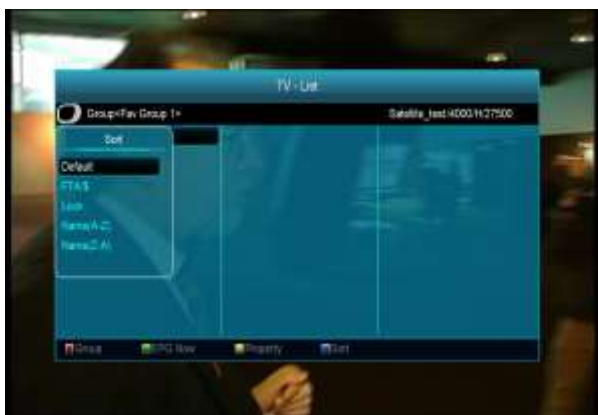 TV - List
Group<Fav Group 1>
Satellite_test/4000/H/27500
Sort
Default
FTA/$
Lock
Name(A-Z)
Name(Z-A)
Group
EPG Now
Property
Sort